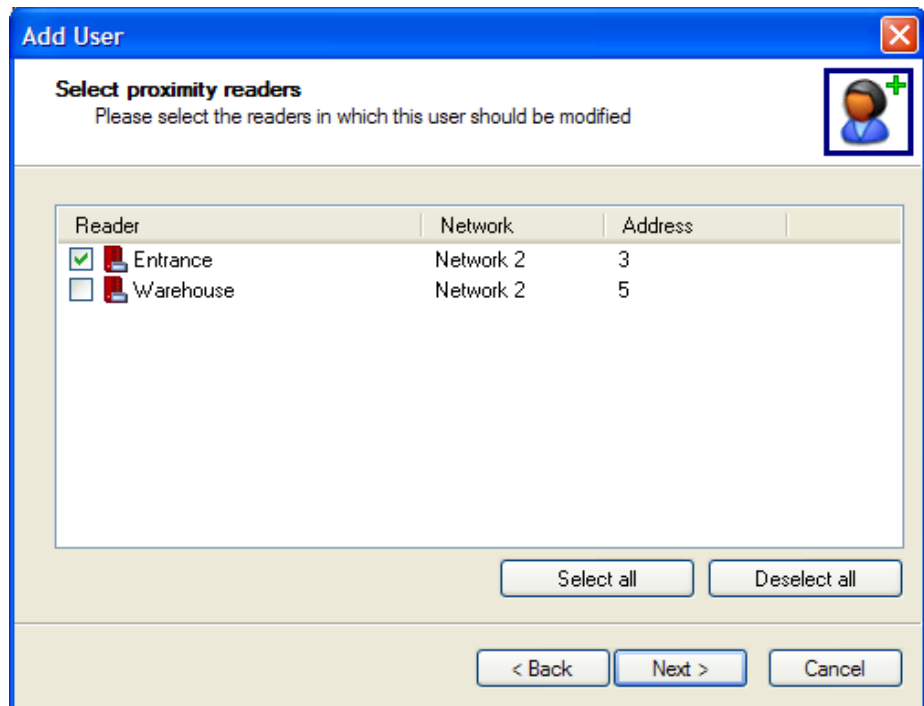 Add User
Select proximity readers
Please select the readers in which this user should be modified
Reader Network Address
Entrance Network 2 3
Warehouse Network 2 5
Select all Deselect all
< Back Next > Cancel